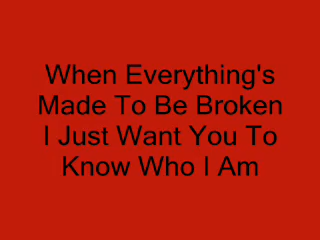 When Everything's
Made To Be Broken
I Just Want You To
Know Who I Am